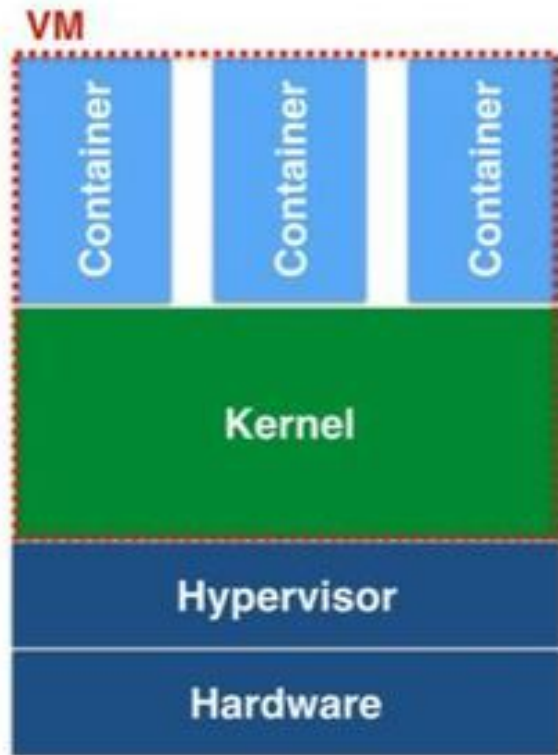 VM
Container
Container
Container
Kernel
Hypervisor
Hardware